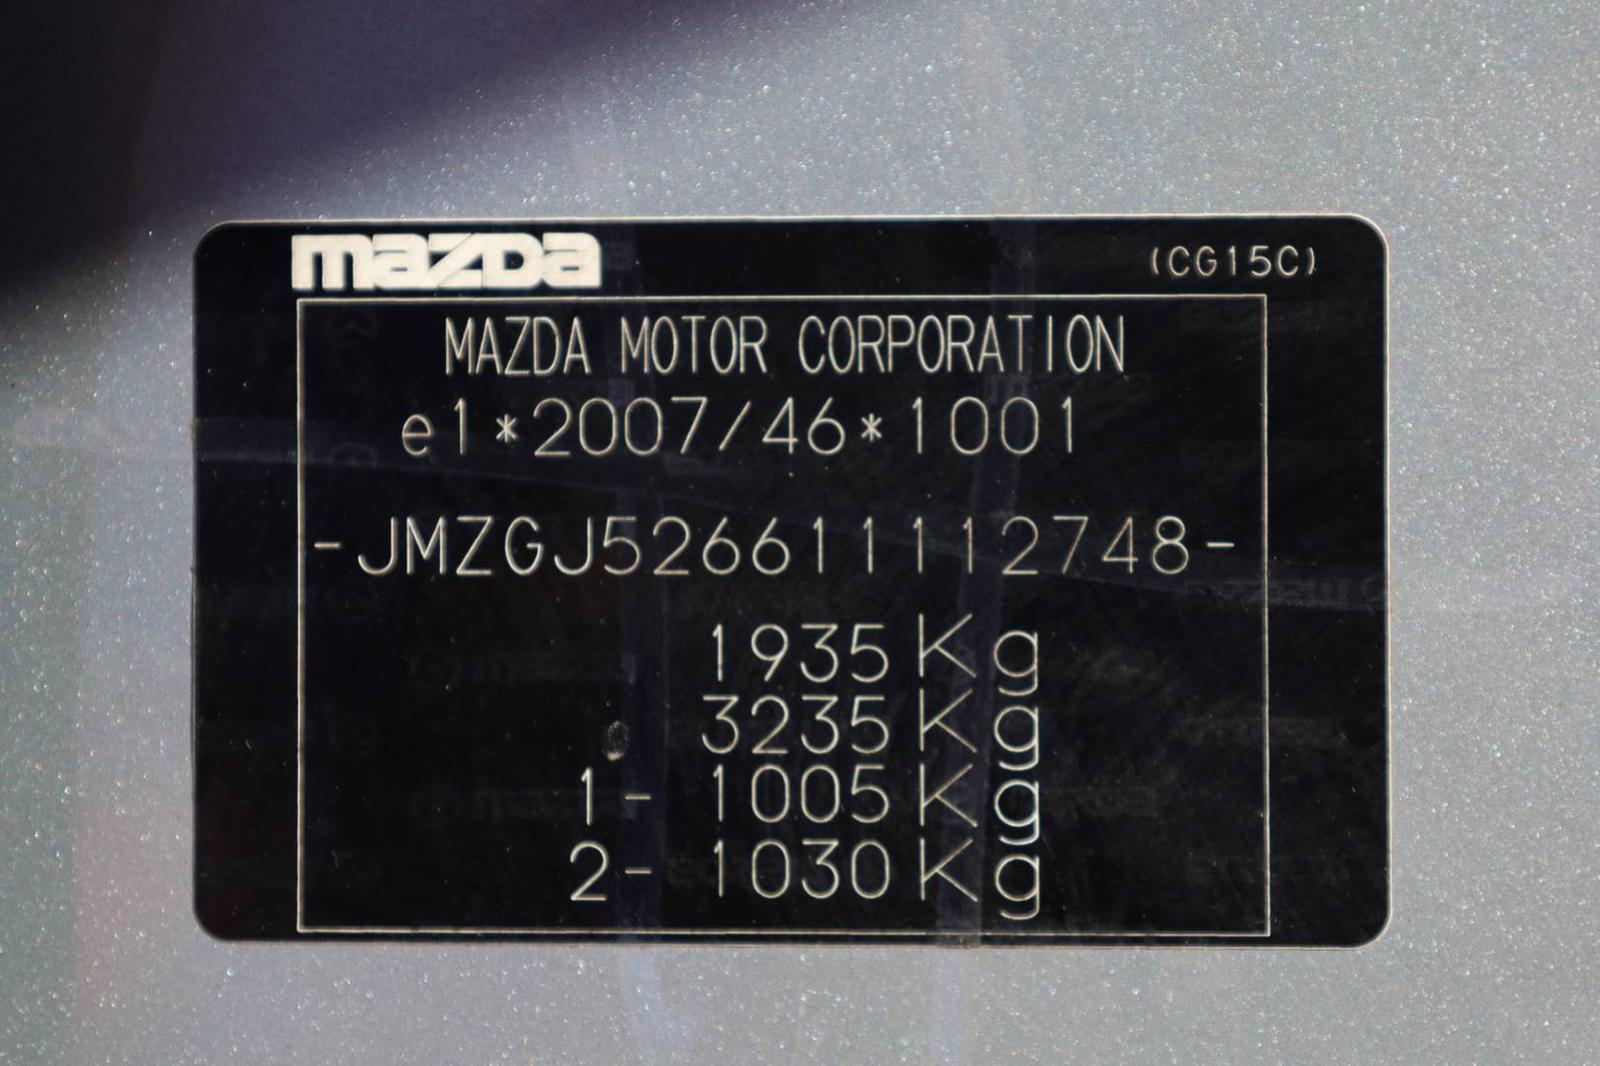 mazda (CG15C)
MAZDA MOTOR CORPORATION
e1*2007/46*1001
-JMZGJ526611112748-
1935Kg
3235Kg
1- 1005Kg
2- 1030Kg